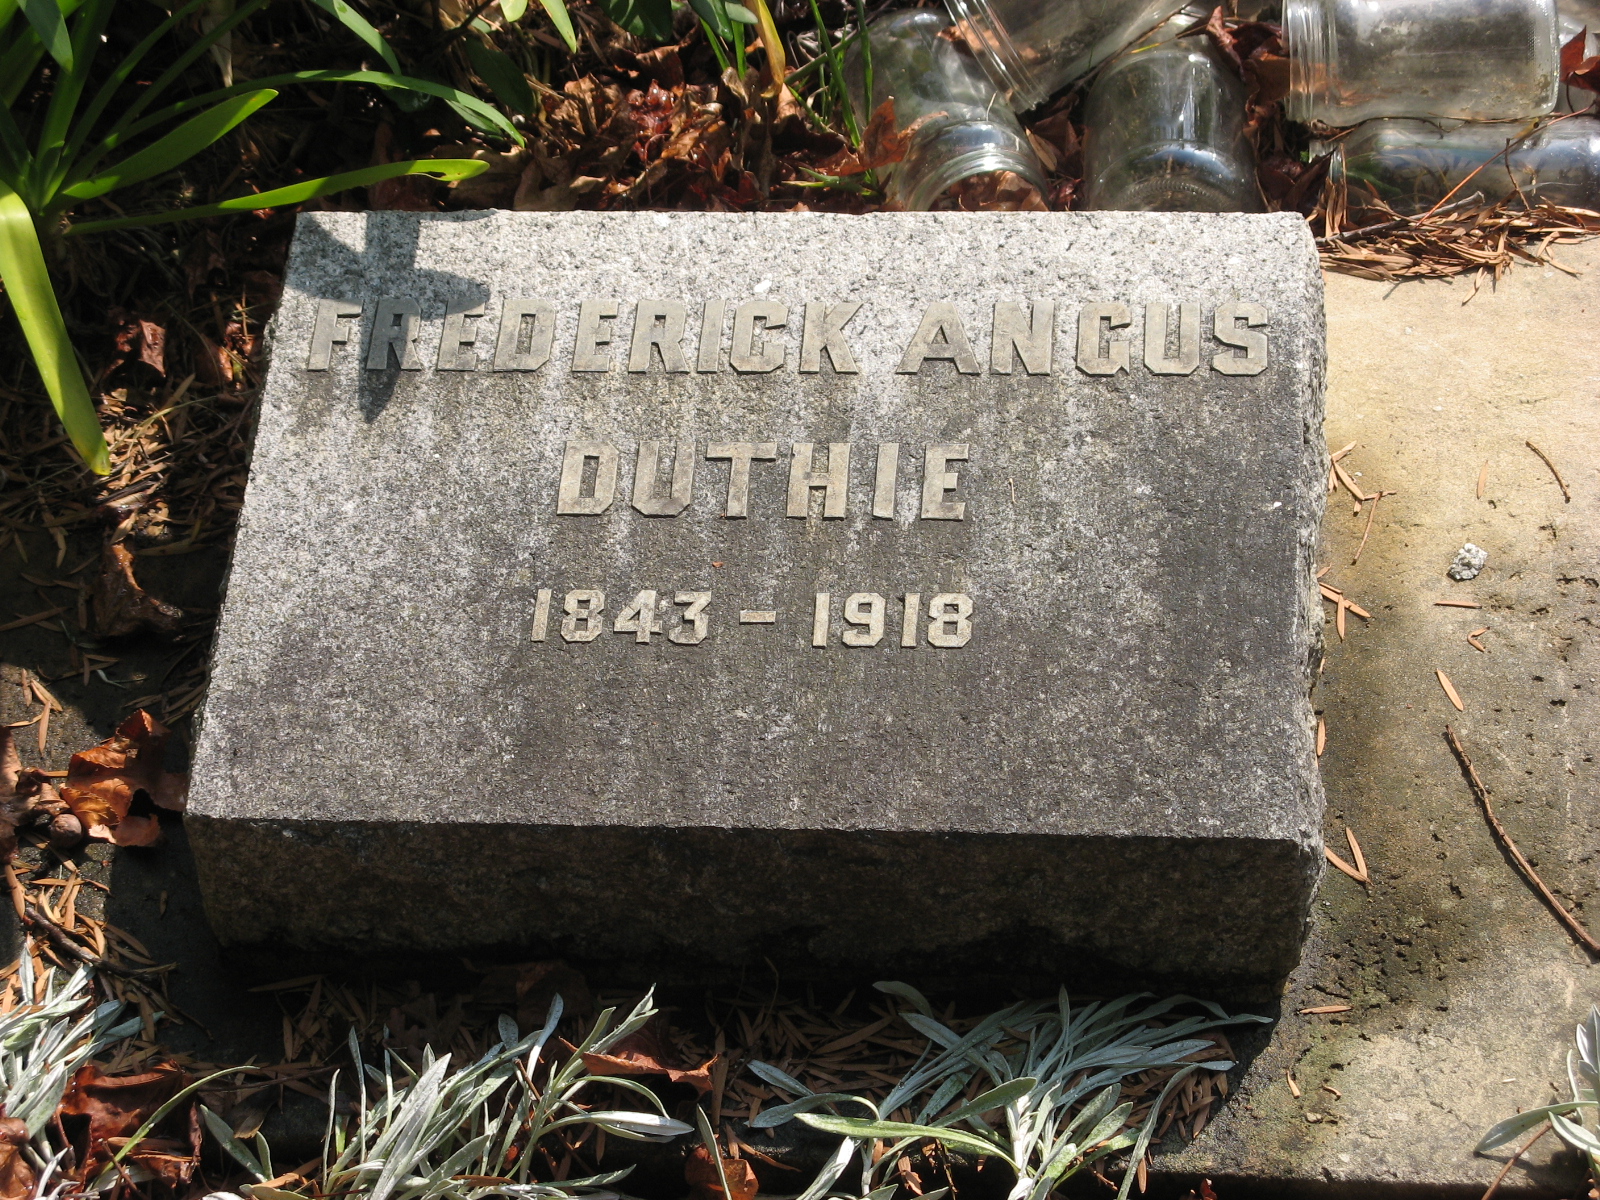 FREDERICK ANGUS
DUTHIE
1843 - 1918